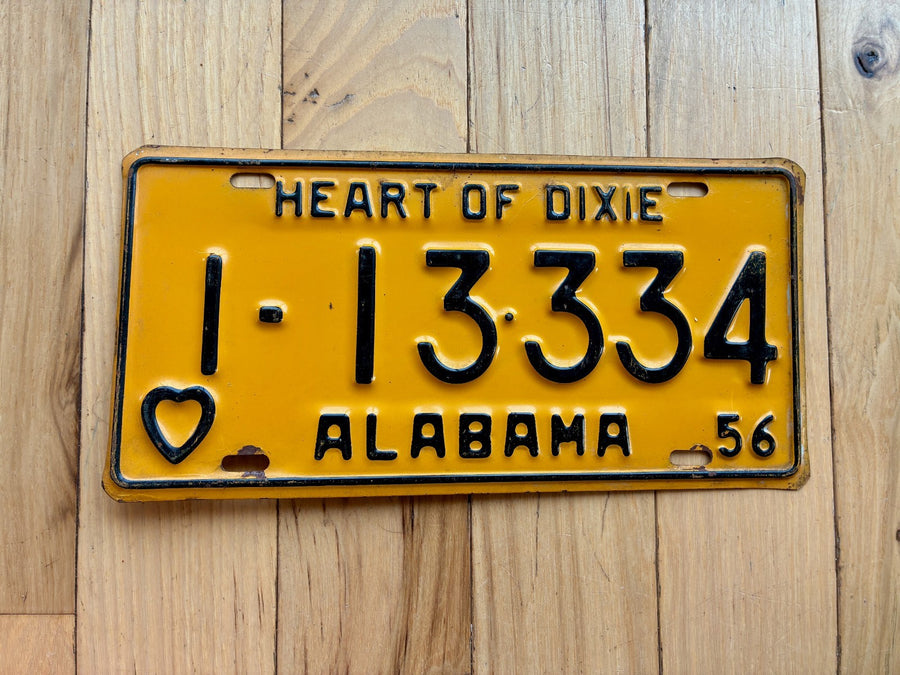 HEART OF DIXIE
1-13·334
ALABAMA 56